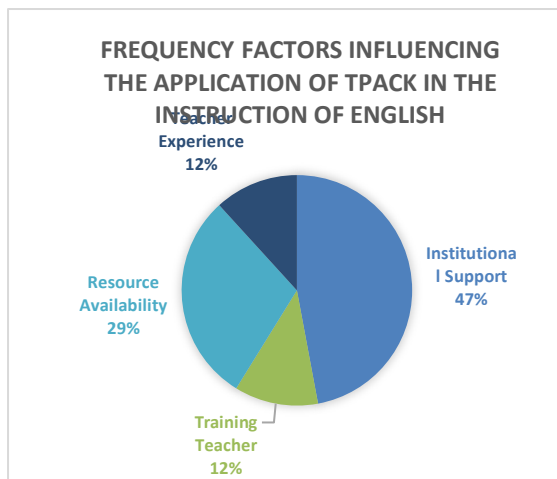 FREQUENCY FACTORS INFLUENCING
THE APPLICATION OF TPACK IN THE
INSTRUCTION OF ENGLISH
Teacher
Experience
12%
Institutiona
l Support
47%
Resource
Availability
29%
Training
Teacher
12%